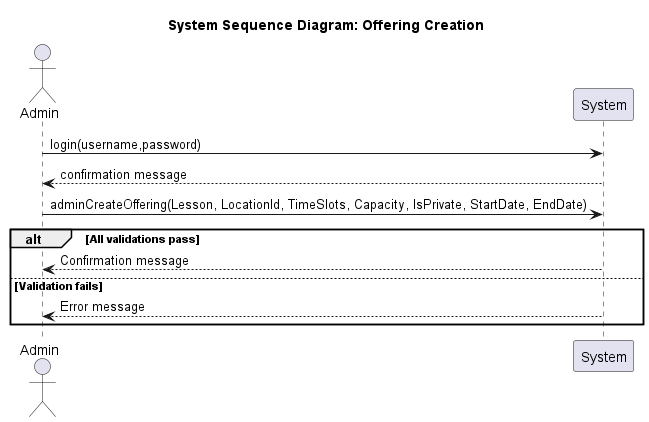 System Sequence Diagram: Offering Creation
Admin
System
login(username,password)
confirmation message
adminCreateOffering(Lesson, LocationId, TimeSlots, Capacity, IsPrivate, StartDate, EndDate)
alt [All validations pass]
Confirmation message
[Validation fails]
Error message
Admin
System